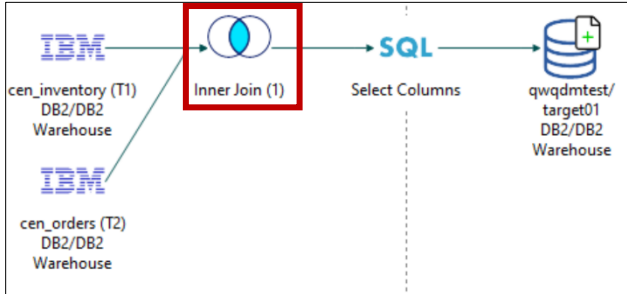 IBM
cen_inventory (T1)
DB2/DB2
Warehouse
Inner Join (1)
SQL
Select Columns
qwqdmtest/
target01
DB2/DB2
Warehouse
IBM
cen_orders (T2)
DB2/DB2
Warehouse